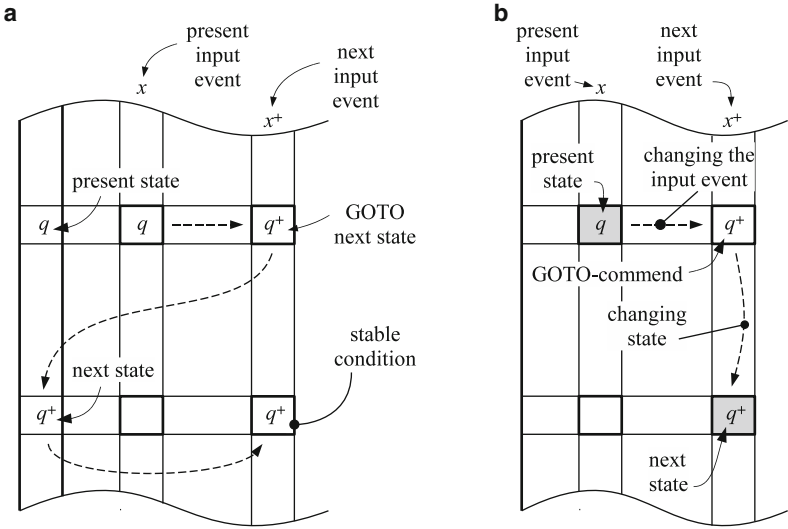 a
present
input
event
x
next
input
event
x+
present state
q
q
q+
GOTO
next state
stable
condition
next state
q+
q+
b
present
input
event
x
next
input
event
x+
present
state
changing the
input event
q
q+
GOTO-commend
changing
state
q+
next
state